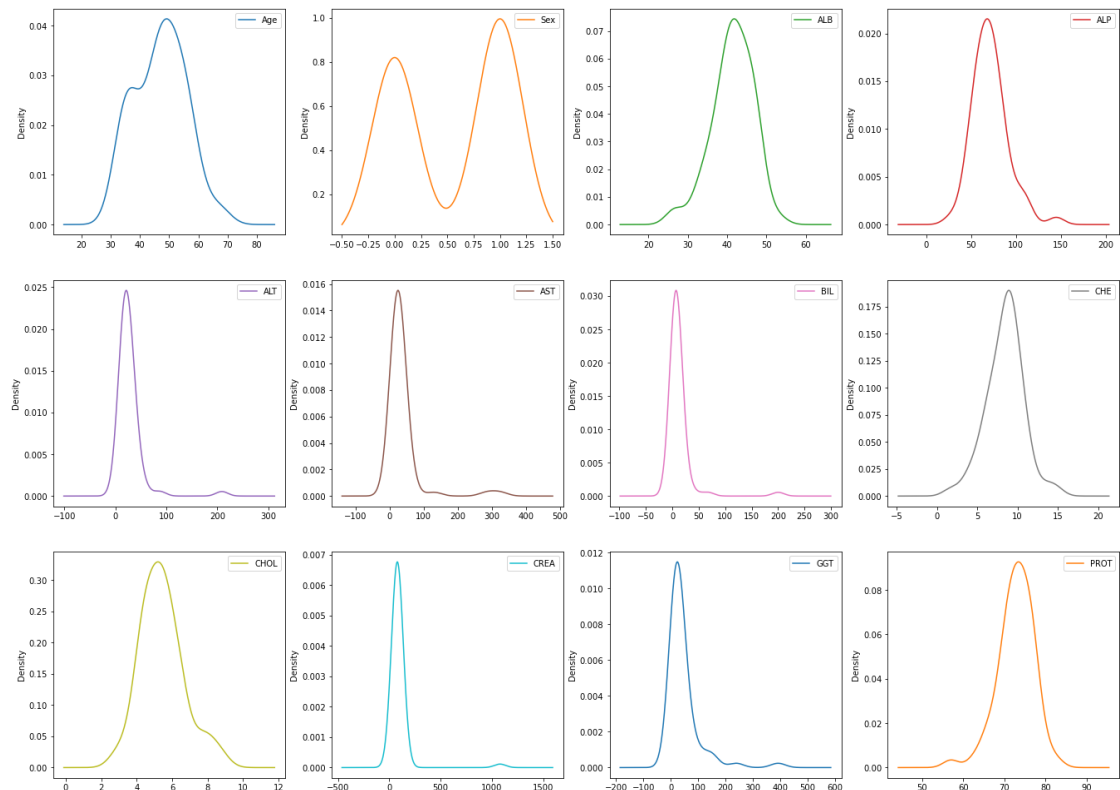 Age
Density
0.04
0.03
0.02
0.01
0.00
20 30 40 50 60 70 80
Sex
Density
1.0
0.8
0.6
0.4
0.2
−0.50 −0.25 0.00 0.25 0.50 0.75 1.00 1.25 1.50
ALB
Density
0.07
0.06
0.05
0.04
0.03
0.02
0.01
0.00
20 30 40 50 60
ALP
Density
0.020
0.015
0.010
0.005
0.000
0 50 100 150 200
ALT
Density
0.025
0.020
0.015
0.010
0.005
0.000
−100 0 100 200 300
AST
Density
0.016
0.014
0.012
0.010
0.008
0.006
0.004
0.002
0.000
−100 0 100 200 300 400 500
BIL
Density
0.030
0.025
0.020
0.015
0.010
0.005
0.000
−100 −50 0 50 100 150 200 250 300
CHE
Density
0.175
0.150
0.125
0.100
0.075
0.050
0.025
0.000
−5 0 5 10 15 20
CHOL
Density
0.30
0.25
0.20
0.15
0.10
0.05
0.00
0 2 4 6 8 10 12
CREA
Density
0.007
0.006
0.005
0.004
0.003
0.002
0.001
0.000
−500 0 500 1000 1500
GGT
Density
0.012
0.010
0.008
0.006
0.004
0.002
0.000
−200 −100 0 100 200 300 400 500 600
PROT
Density
0.08
0.06
0.04
0.02
0.00
50 60 70 80 90